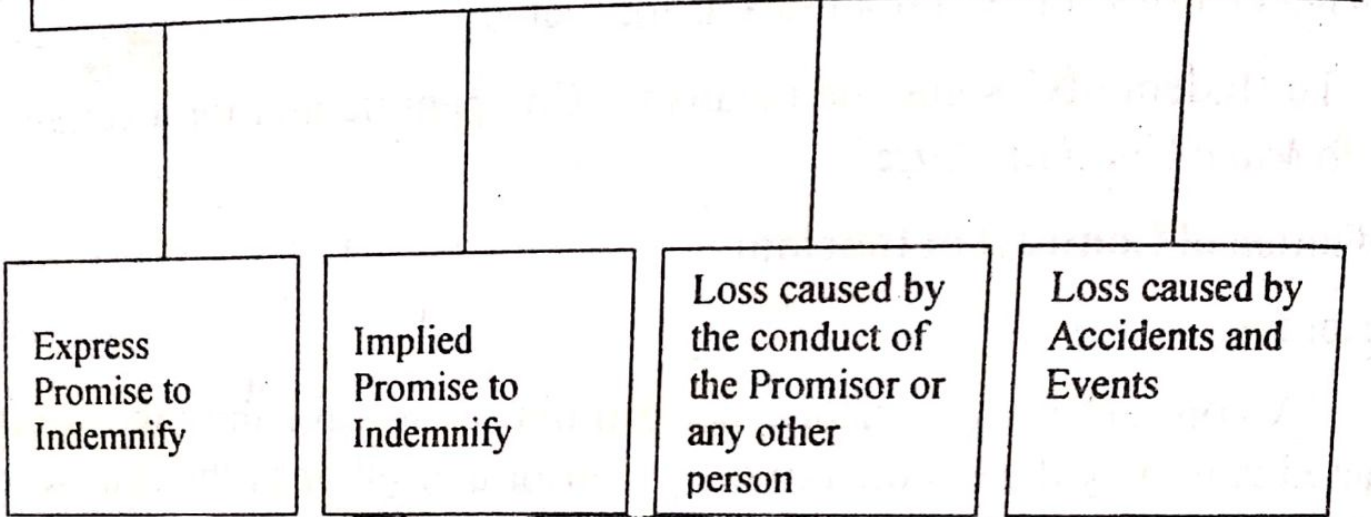 Express
Promise to
Indemnify
Implied
Promise to
Indemnify
Loss caused by
the conduct of
the Promisor or
any other
person
Loss caused by
Accidents and
Events